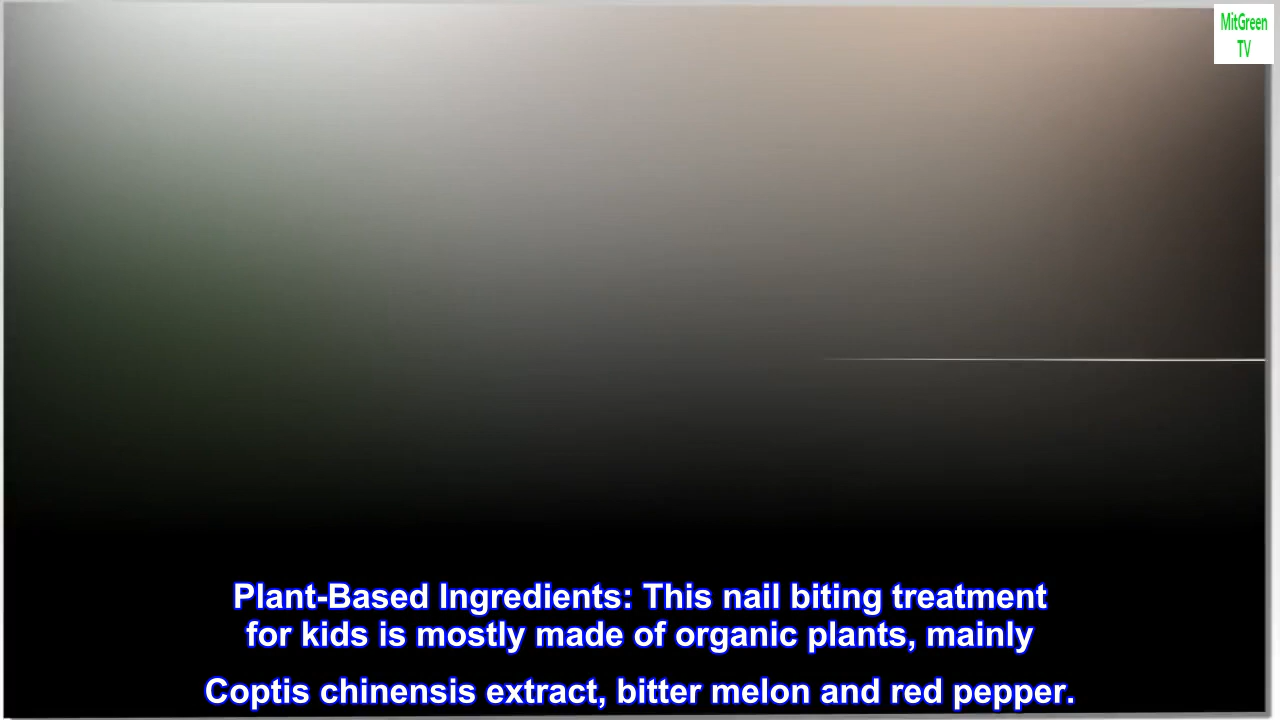 MitGreen
TV
Plant-Based Ingredients: This nail biting treatment
for kids is mostly made of organic plants, mainly
Coptis chinensis extract, bitter melon and red pepper.